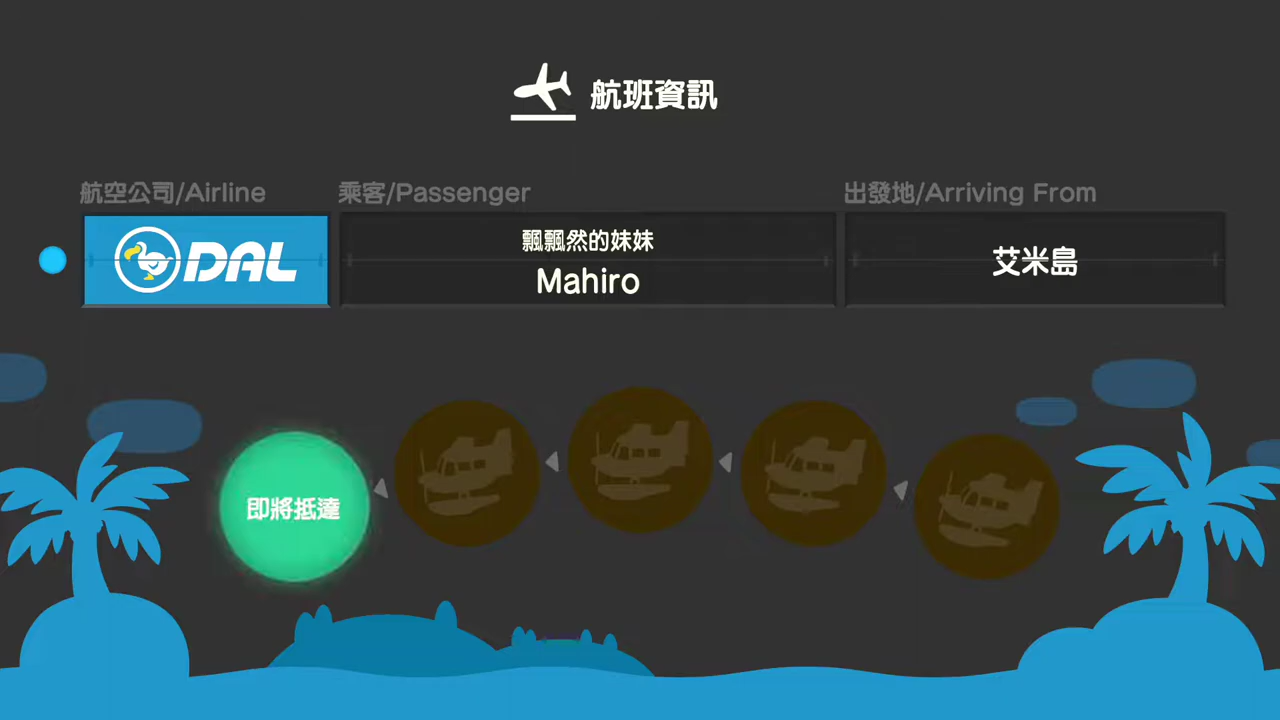 航班資訊
航空公司/Airline
乘客/Passenger
出發地/Arriving From
DAL
飄飄然的妹妹
Mahiro
艾米島
即將抵達